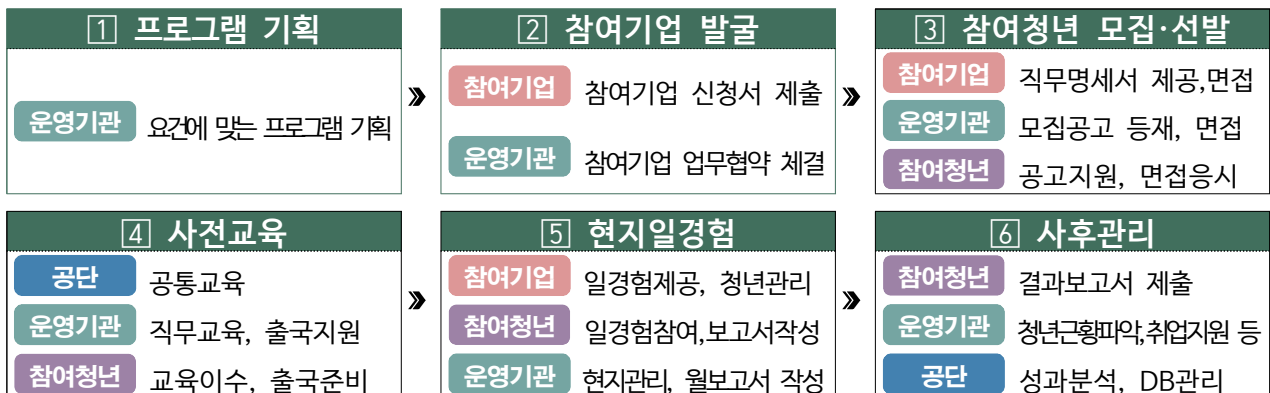 1 프로그램 기획
운영기관 요건에 맞는 프로그램 기획
»
2 참여기업 발굴
참여기업 참여기업 신청서 제출
운영기관 참여기업 업무협약 체결
»
3 참여청년 모집·선발
참여기업 직무명세서 제공,면접
운영기관 모집공고 등재, 면접
참여청년 공고지원, 면접응시
4 사전교육
공단 공통교육
운영기관 직무교육, 출국지원
참여청년 교육이수, 출국준비
»
5 현지일경험
참여기업 일경험제공, 청년관리
참여청년 일경험참여,보고서작성
운영기관 현지관리, 월보고서 작성
»
6 사후관리
참여청년 결과보고서 제출
운영기관 청년근황파악,취업지원 등
공단 성과분석, DB관리